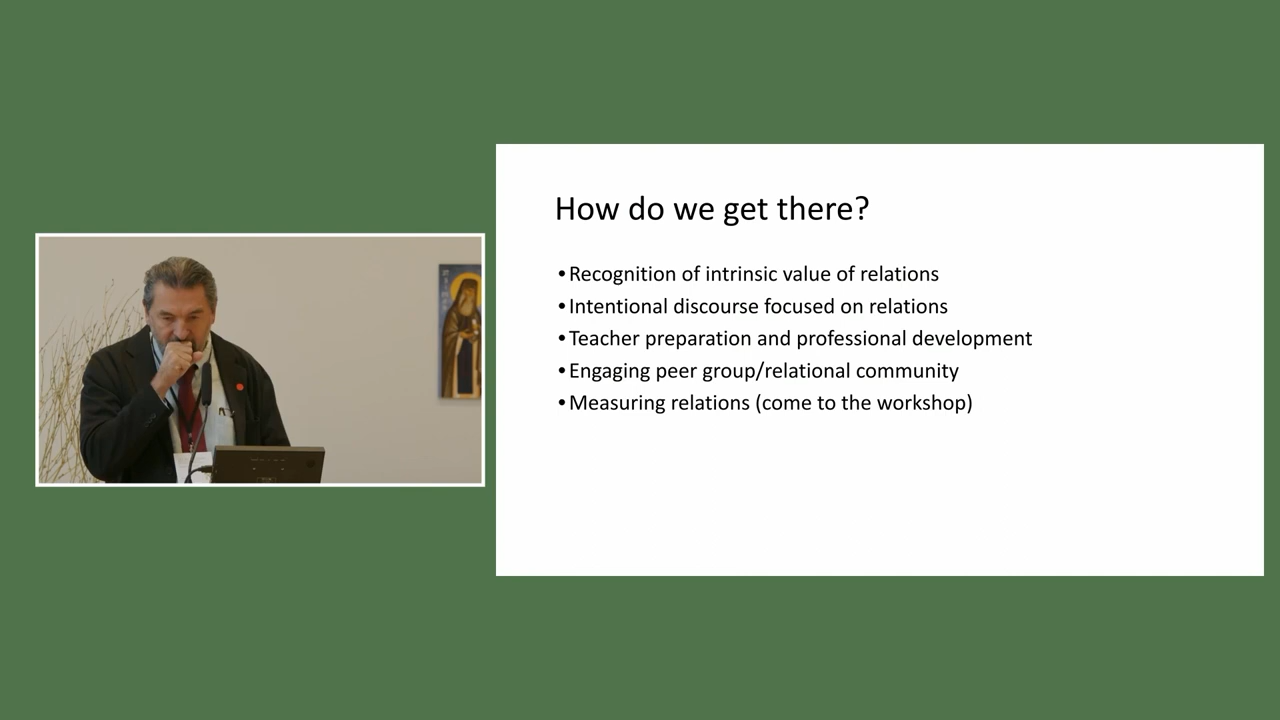 How do we get there?
•Recognition of intrinsic value of relations
•Intentional discourse focused on relations
•Teacher preparation and professional development
•Engaging peer group/relational community
•Measuring relations (come to the workshop)